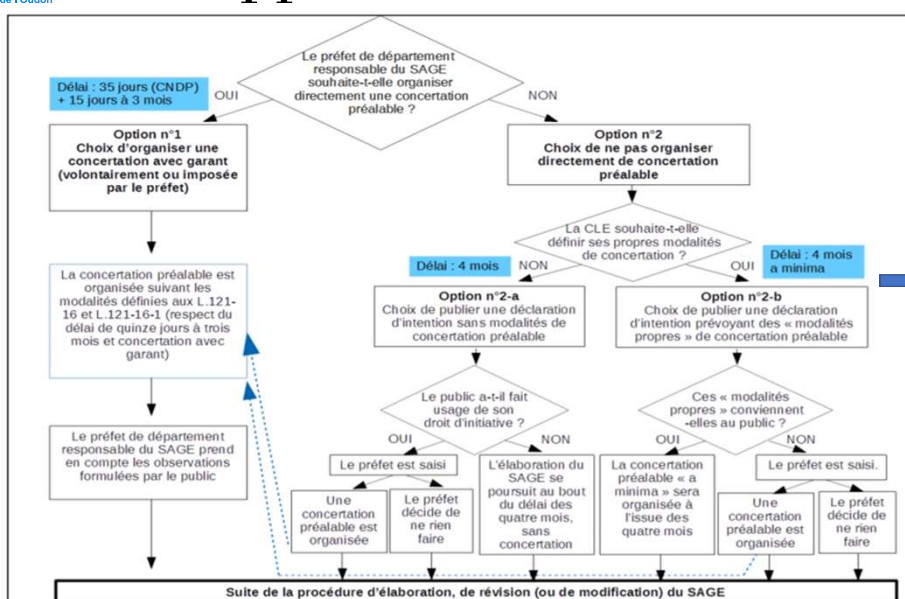 de l'Oudon
Le préfet de département
responsable du SAGE
souhaite-t-elle organiser
directement une concertation
préalable ?
Délai : 35 jours (CNDP)
+ 15 jours à 3 mois
OUI
NON
Option n°1
Choix d'organiser une
concertation avec garant
(volontairement ou imposée
par le préfet)
Option n°2
Choix de ne pas organiser
directement de concertation
préalable
La CLE souhaite-t-elle
définir ses propres modalités
de concertation ?
Délai : 4 mois
NON
OUI
Délai : 4 mois
a minima
La concertation préalable est
organisée suivant les
modalités définies aux L.121-
16 et L.121-16-1 (respect du
délai de quinze jours à trois
mois et concertation avec
garant)
Option n°2-a
Choix de publier une déclaration
d'intention sans modalités de
concertation préalable
Option n°2-b
Choix de publier une déclaration
d'intention prévoyant des « modalités
propres » de concertation préalable
Le public a-t-il fait
usage de son
droit d'initiative ?
Ces « modalités
propres » conviennent
-elles au public ?
OUI
NON
OUI
NON
Le préfet de département
responsable du SAGE prend
en compte les observations
formulées par le public
Le préfet est saisi
Une
concertation
préalable est
organisée
Le préfet
décide de
ne rien
faire
L'élaboration du
SAGE se
poursuit au bout
du délai des
quatre mois,
sans
concertation
La concertation
préalable « a
minima » sera
organisée à
l'issue des
quatre mois
Le préfet est saisi.
Une
concertation
préalable est
organisée
Le préfet
décide de
ne rien
faire
Suite de la procédure d'élaboration, de révision (ou de modification) du SAGE